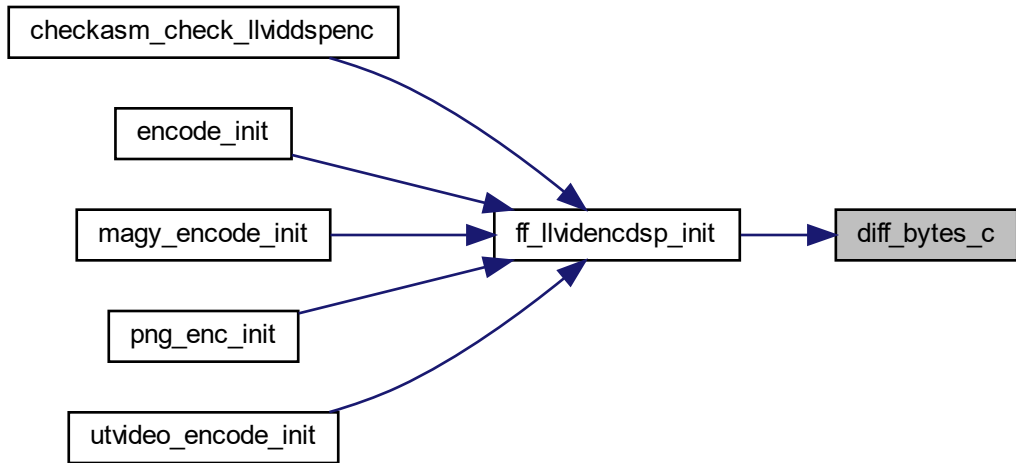 checkasm_check_llviddspenc
encode_init
magy_encode_init
ff_llvidencdsp_init
diff_bytes_c
png_enc_init
utvideo_encode_init